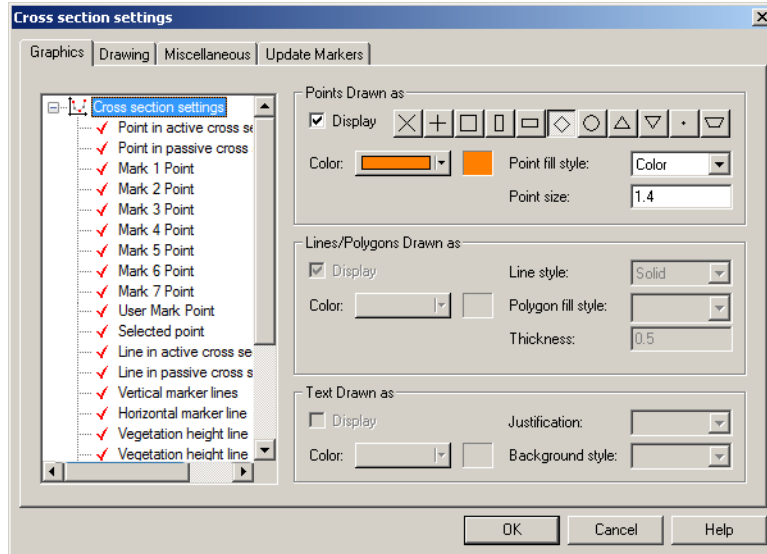 Cross section settings
Graphics Drawing Miscellaneous Update Markers
Cross section settings
Point in active cross se
Point in passive cross
Mark 1 Point
Mark 2 Point
Mark 3 Point
Mark 4 Point
Mark 5 Point
Mark 6 Point
Mark 7 Point
User Mark Point
Selected point
Line in active cross se
Line in passive cross s
Vertical marker lines
Horizontal marker line
Vegetation height line
Vegetation height line
Points Drawn as
Display
Color: Point fill style: Color
Point size: 1.4
Lines/Polygons Drawn as
Display Line style: Solid
Color: Polygon fill style:
Thickness: 0.5
Text Drawn as
Display Justification:
Color: Background style:
OK Cancel Help